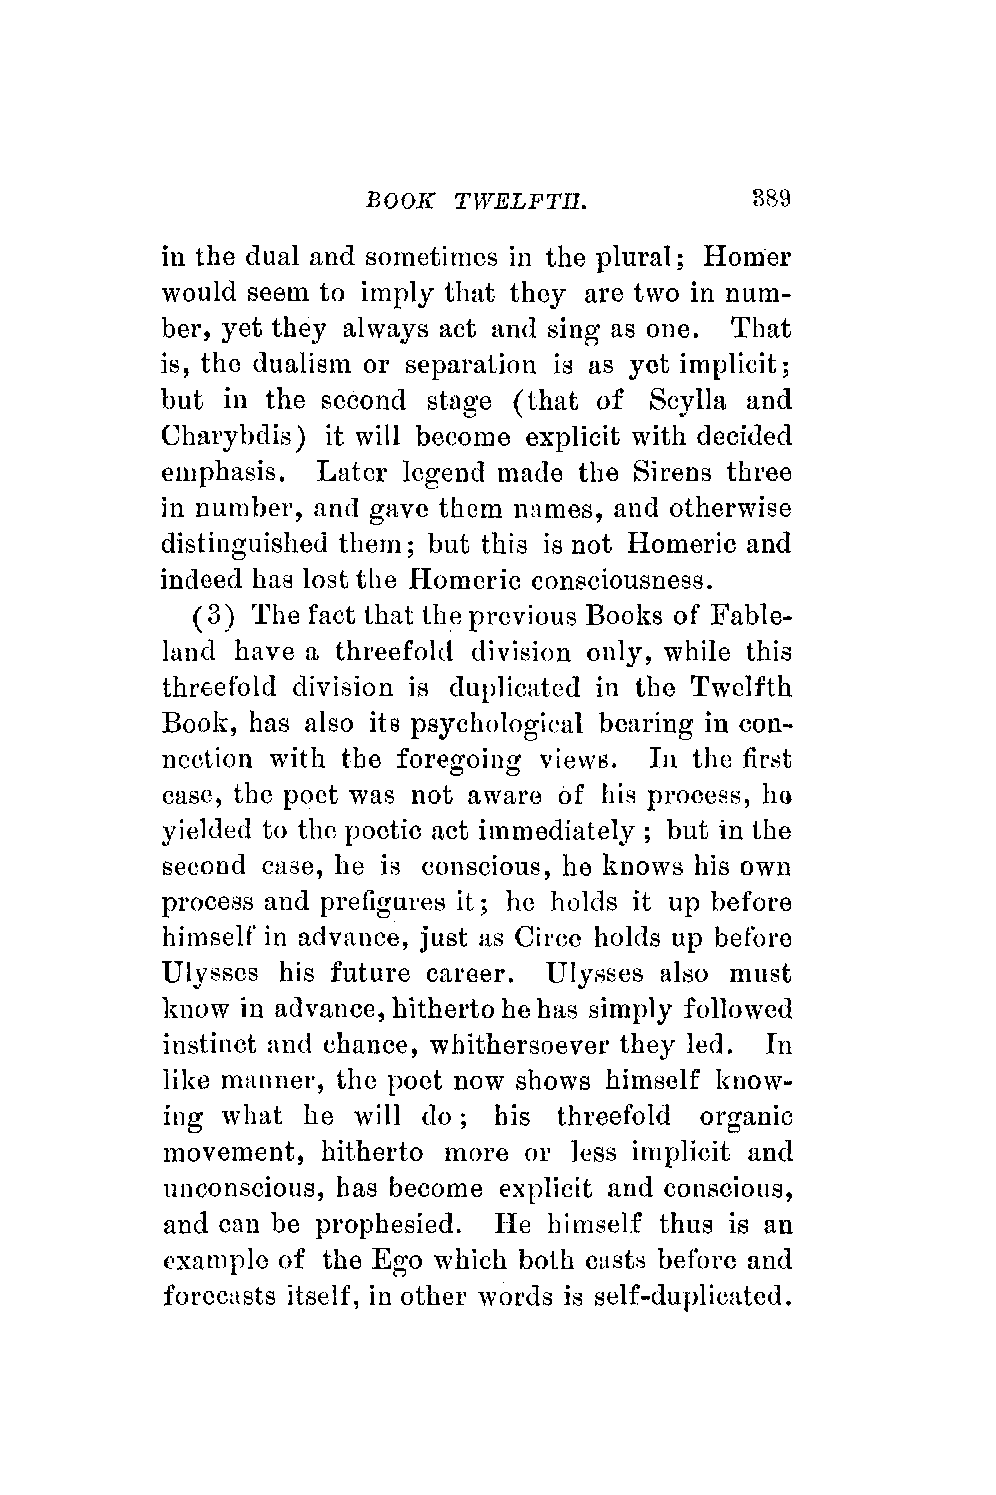 BOOK TWELFTH. 389
in the dual and sometimes in the plural; Homer
would seem to imply that they are two in num-
ber, yet they always act and sing as one. That
is, the dualism or separation is as yet implicit;
but in the second stage (that of Scylla and
Charybdis) it will become explicit with decided
emphasis. Later legend made the Sirens three
in number, and gave them names, and otherwise
distinguished them; but this is not Homeric and
indeed has lost the Homeric consciousness.
(3) The fact that the previous Books of Fable-
land have a threefold division only, while this
threefold division is duplicated in the Twelfth
Book, has also its psychological bearing in con-
nection with the foregoing views. In the first
case, the poet was not aware of his process, he
yielded to the poetic act immediately; but in the
second case, he is conscious, he knows his own
process and prefigures it; he holds it up before
himself in advance, just as Circe holds up before
Ulysses his future career. Ulysses also must
know in advance, hitherto he has simply followed
instinct and chance, whithersoever they led. In
like manner, the poet now shows himself know-
ing what he will do; his threefold organic
movement, hitherto more or less implicit and
unconscious, has become explicit and conscious,
and can be prophesied. He himself thus is an
example of the Ego which both casts before and
forecasts itself, in other words is self-duplicated.